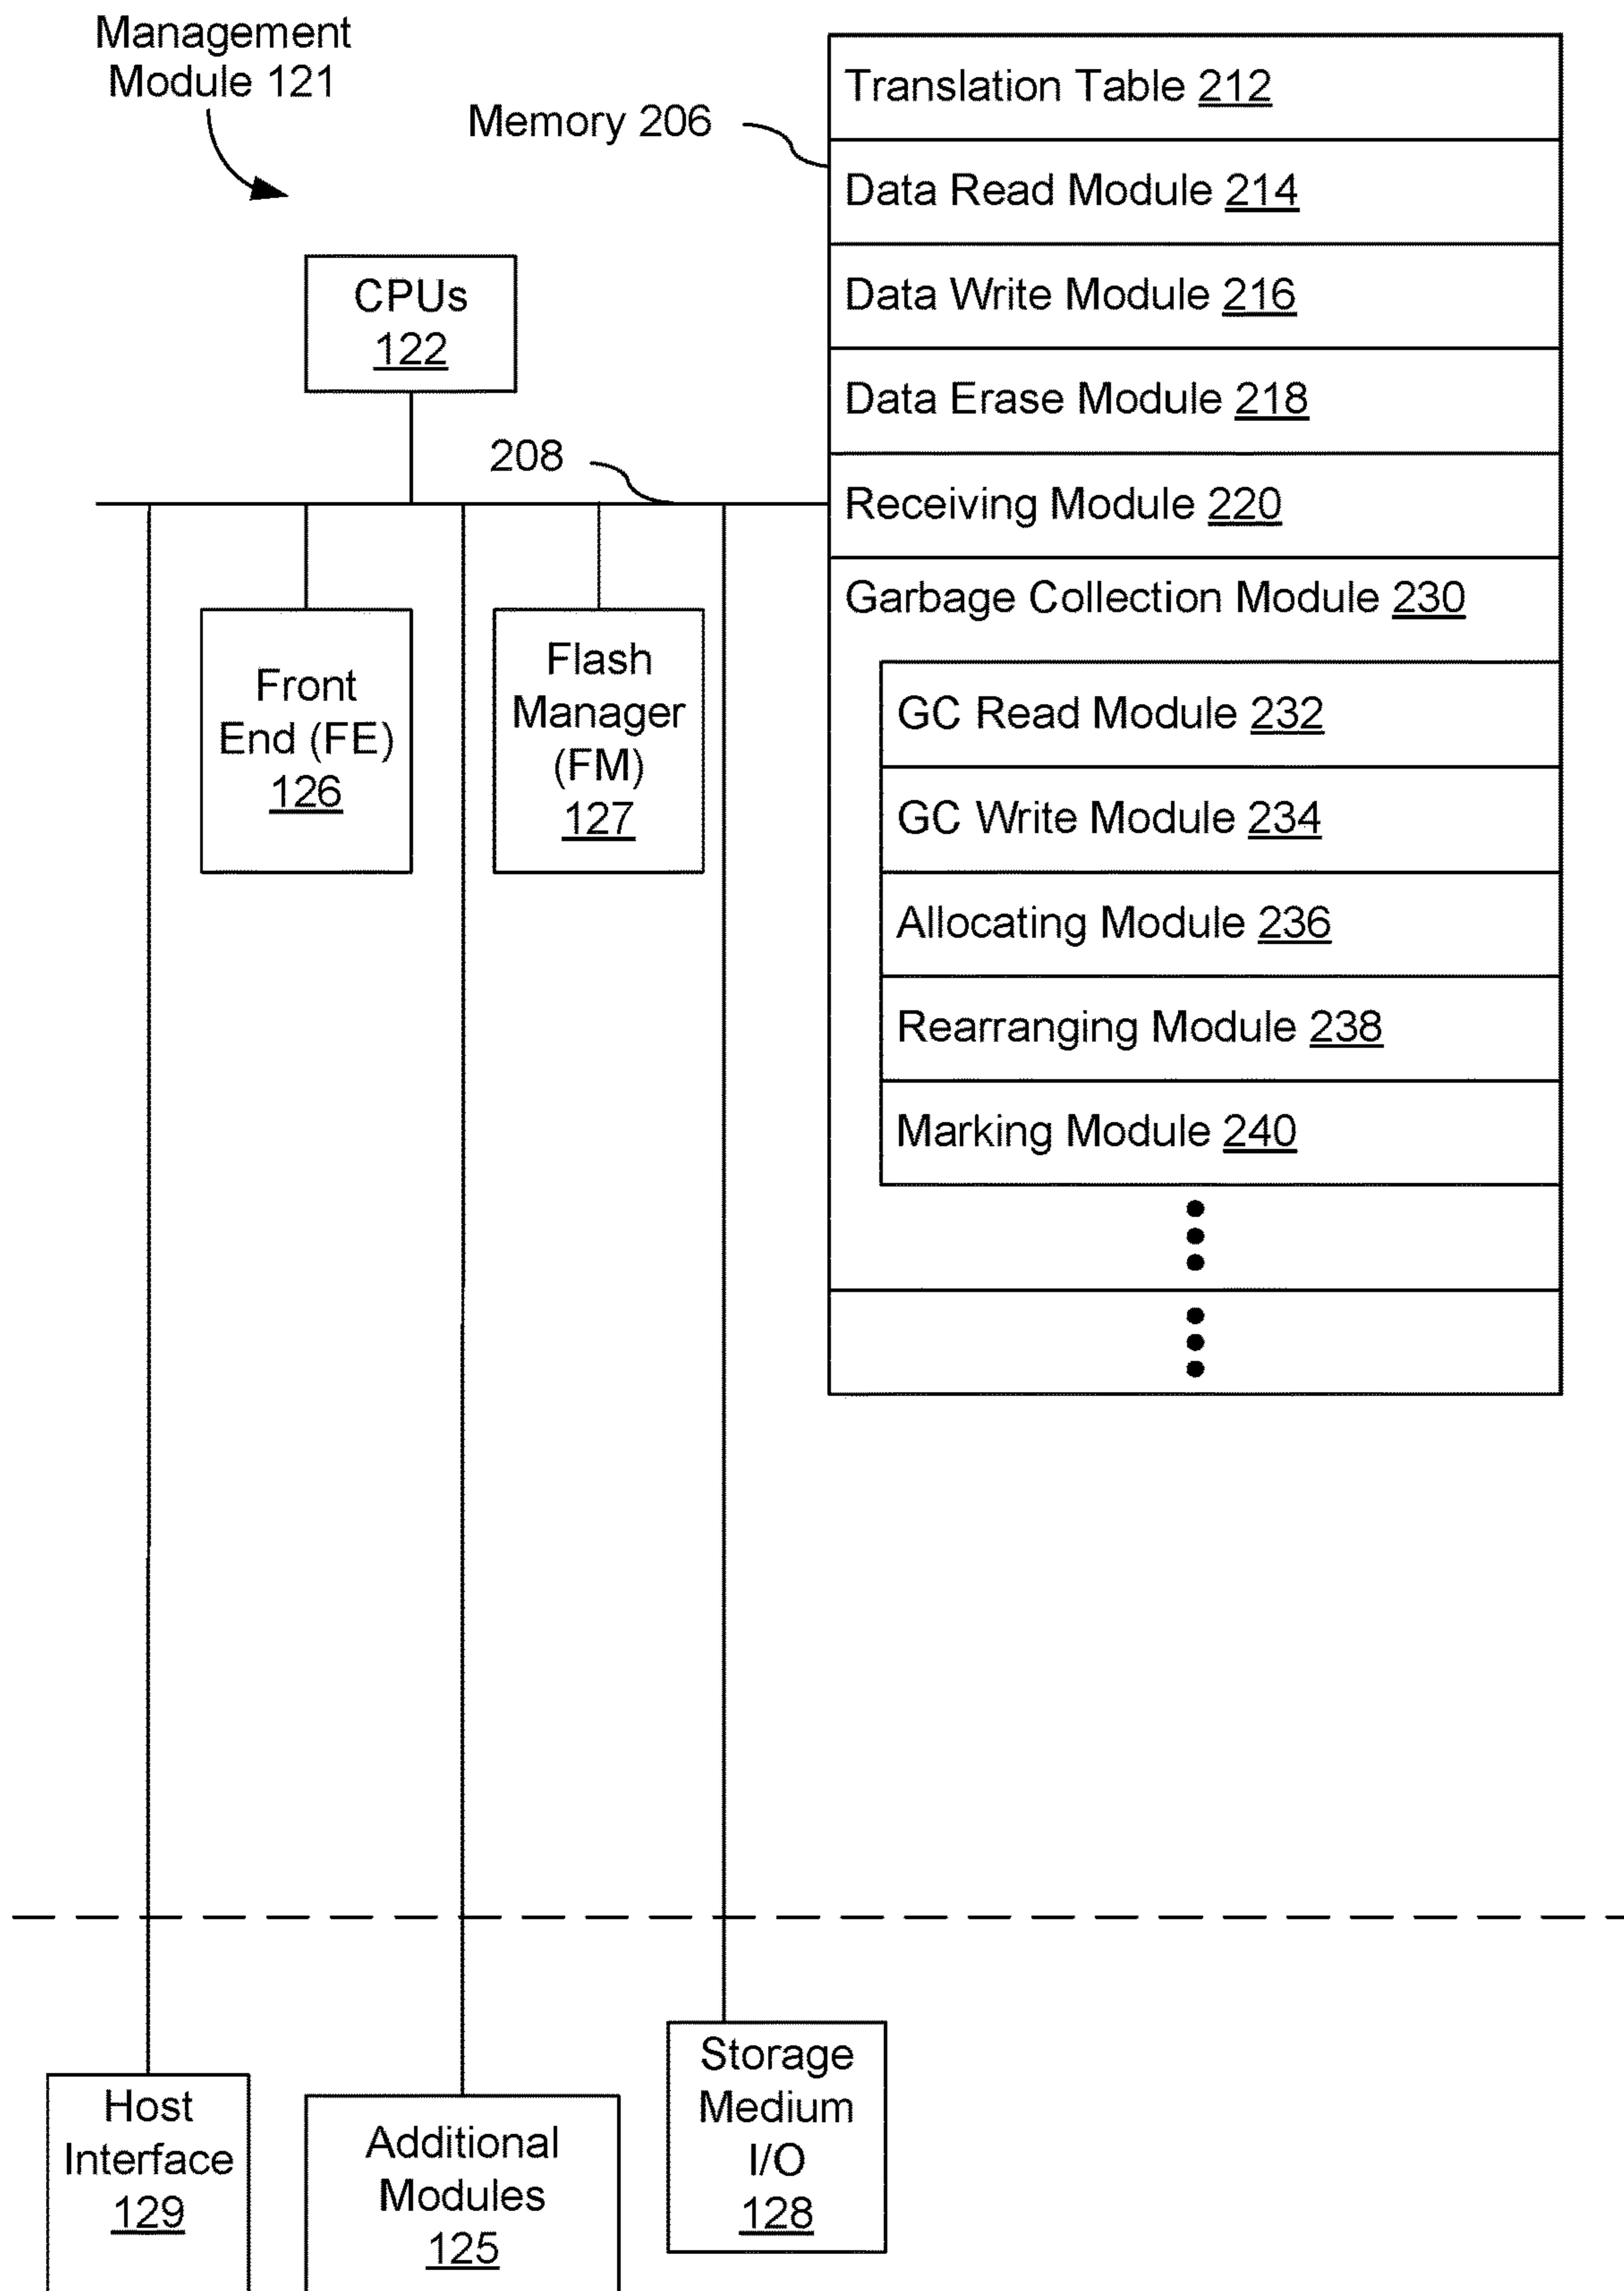 Management
Module 121
Memory 206
Translation Table 212
Data Read Module 214
Data Write Module 216
Data Erase Module 218
Receiving Module 220
Garbage Collection Module 230
GC Read Module 232
GC Write Module 234
Allocating Module 236
Rearranging Module 238
Marking Module 240
CPUs
122
208
Front
End (FE)
126
Flash
Manager
(FM)
127
Host
Interface
129
Additional
Modules
125
Storage
Medium
I/O
128